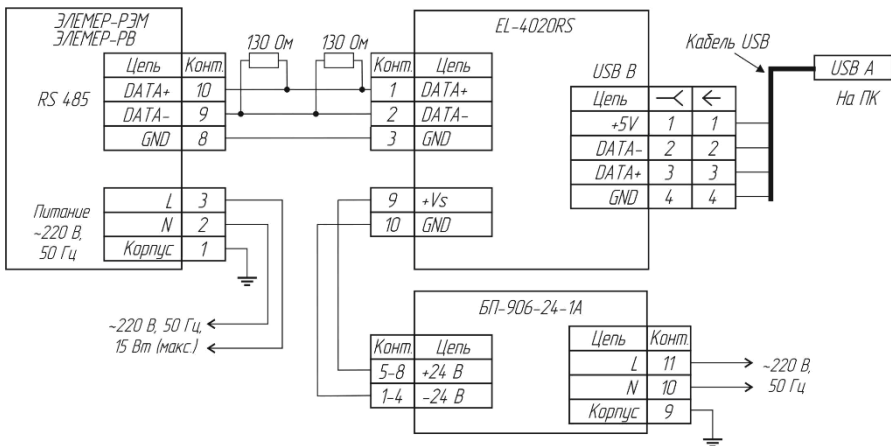 ЭЛЕМЕР-РЭМ
ЭЛЕМЕР-РВ
RS 485
Цепь Конт.
DATA+ 10
DATA- 9
GND 8
Питание
~220 В,
50 Гц
L 3
N 2
Корпус 1
~220 В, 50 Гц,
15 Вт (макс.)
130 Ом 130 Ом
EL-4020RS
Конт. Цепь
1 DATA+
2 DATA-
3 GND
9 +Vs
10 GND
USB B
Цепь
+5V 1 1
DATA- 2 2
DATA+ 3 3
GND 4 4
Кабель USB
USB A
На ПК
БП-906-24-1А
Конт. Цепь
5-8 +24 В
1-4 -24 В
Цепь Конт.
L 11
N 10
Корпус 9
~220 В,
50 Гц